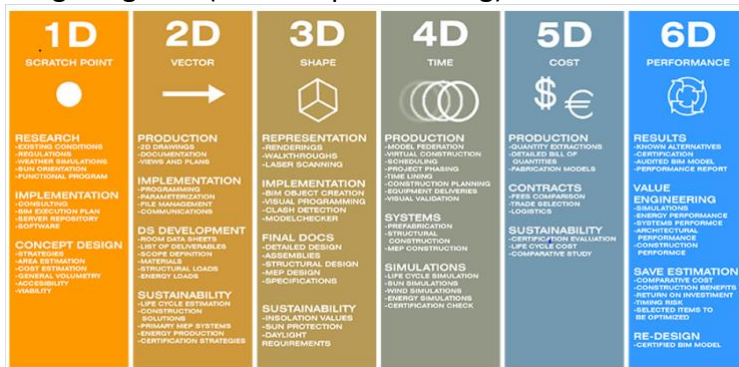 1D
SCRATCH POINT
RESEARCH
-EXISTING CONDITIONS
-REGULATIONS
-WEATHER SIMULATIONS
-SUN ORIENTATION
-FUNCTIONAL PROGRAM
IMPLEMENTATION
-CONSULTING
-BIM EXECUTION PLAN
-SERVER REPOSITORY
-SOFTWARE
CONCEPT DESIGN
-STRATEGIES
-AREA ESTIMATION
-COST ESTIMATION
-GENERAL VOLUMETRY
-ACCESIBILITY
-VIABILITY
2D
VECTOR
PRODUCTION
-2D DRAWINGS
-DOCUMENTATION
-VIEWS AND PLANS
IMPLEMENTATION
-PROGRAMMING
-PARAMETERIZATION
-FILE MANAGEMENT
-COMMUNICATIONS
DS DEVELOPMENT
-ROOM DATA SHEETS
-LIST OF DELIVERABLES
-SCOPE DEFINITION
-MATERIALS
-STRUCTURAL LOADS
-ENERGY LOADS
SUSTAINABILITY
-LIFE CYCLE ESTIMATION
-CONSTRUCTION
SOLUTIONS
-PRIMARY MEP SYSTEMS
-ENERGY PRODUCTION
-CERTIFICATION STRATEGIES
3D
SHAPE
REPRESENTATION
-RENDERINGS
-WALKTHROUGHS
-LASER SCANNING
IMPLEMENTATION
-BIM OBJECT CREATION
-VISUAL PROGRAMMING
-CLASH DETECTION
-MODELCHECKER
FINAL DOCS
-DETAILED DESIGN
-ASSEMBLIES
-STRUCTURAL DESIGN
-MEP DESIGN
-SPECIFICATIONS
SUSTAINABILITY
-INSOLATION VALUES
-SUN PROTECTION
-DAYLIGHT
REQUIREMENTS
4D
TIME
PRODUCTION
-MODEL FEDERATION
-VIRTUAL CONSTRUCTION
-SCHEDULING
-PROJECT PHASING
-TIME LINING
-CONSTRUCTION PLANNING
-EQUIPMENT DELIVERIES
-VISUAL VALIDATION
SYSTEMS
-PREFABRICATION
-STRUCTURAL
CONSTRUCTION
-MEP CONSTRUCTION
SIMULATIONS
-LIFE CYCLE SIMULATION
-SUN SIMULATIONS
-WIND SIMULATIONS
-ENERGY SIMULATIONS
-CERTIFICATION CHECK
5D
COST
$ €
PRODUCTION
-QUANTITY EXTRACTIONS
-DETAILED BILL OF
QUANTITIES
-FABRICATION MODELS
CONTRACTS
-FEES COMPARISON
-TRADE SELECTION
-LOGISTICS
SUSTAINABILITY
-CERTIFICATION EVALUATION
-LIFE CYCLE COST
-COMPARATIVE STUDY
6D
PERFORMANCE
RESULTS
-KNOWN ALTERNATIVES
-CERTIFICATION
-AUDITED BIM MODEL
-PERFORMANCE REPORT
VALUE
ENGINEERING
-SIMULATIONS
-ENERGY PERFORMANCE
-SYSTEMS PERFORMCE
-ARCHITECTURAL
PERFORMANCE
-CONSTRUCTION
PERFORMCE
SAVE ESTIMATION
-COMPARATIVE COST
-CONSTRUCTION BENEFITS
-RETURN ON INVESTMENT
-TIMING RISK
-SELECTED ITEMS TO
BE OPTIMIZED
RE-DESIGN
-CERTIFIED BIM MODEL